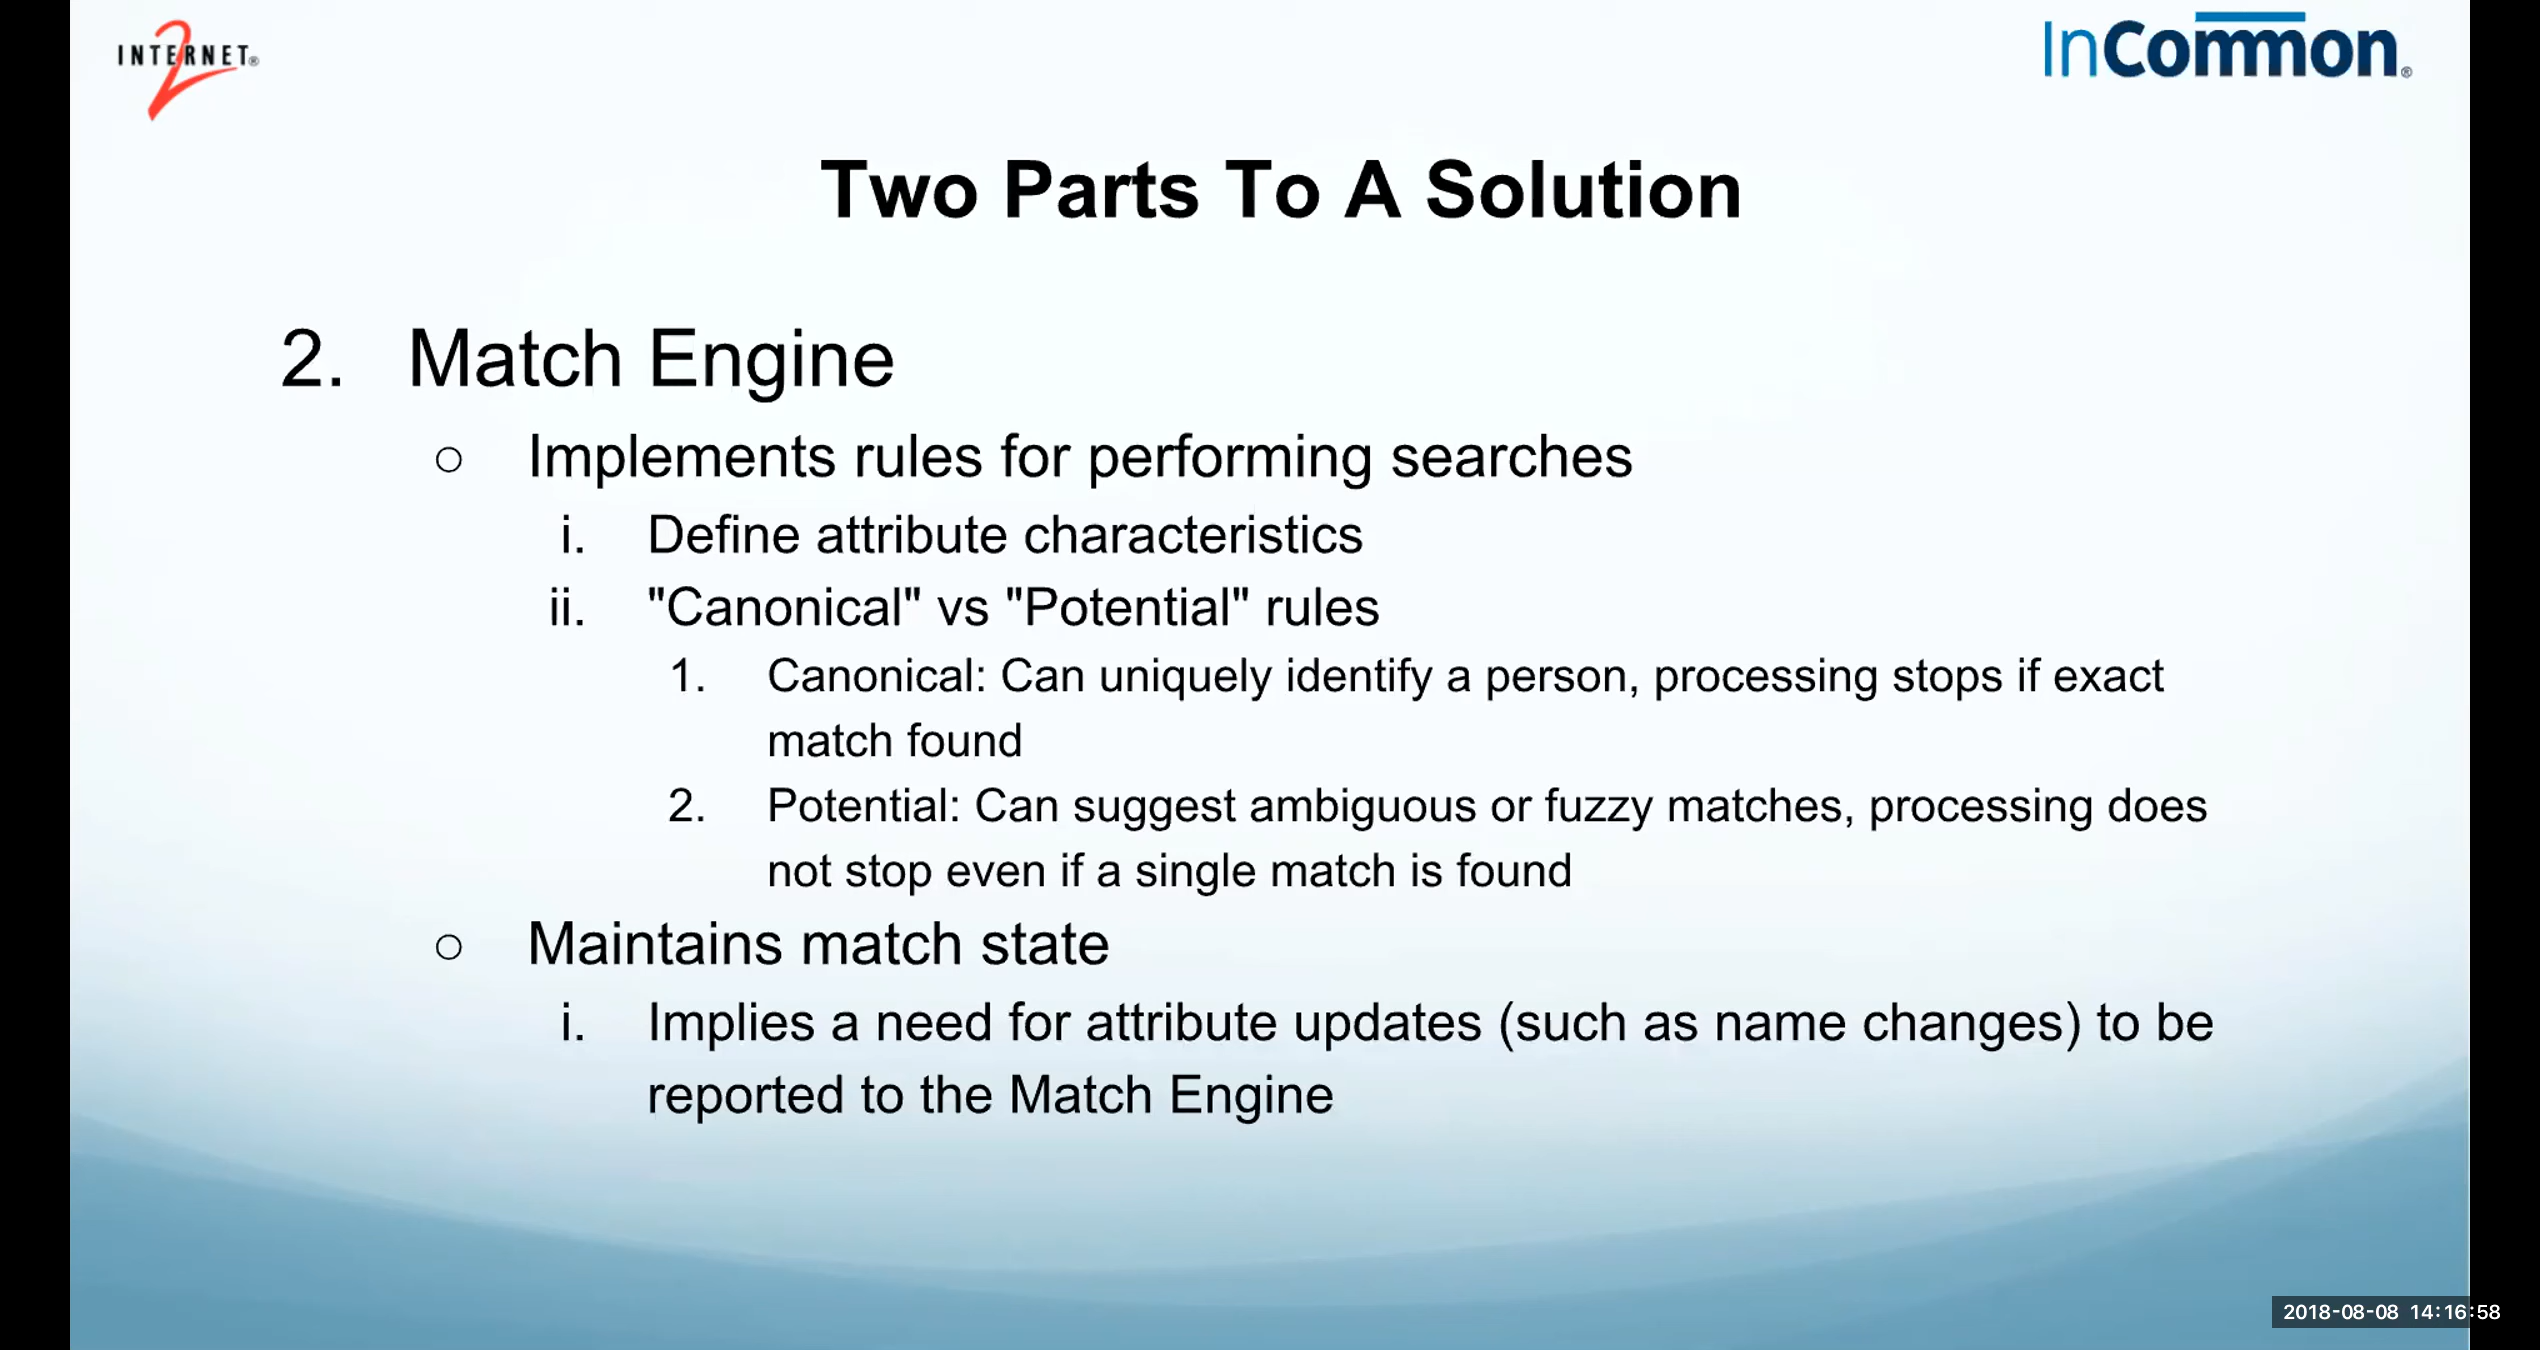 INTERNET®
2
InCommon®
Two Parts To A Solution
2. Match Engine
○ Implements rules for performing searches
i. Define attribute characteristics
ii. "Canonical" vs "Potential" rules
1. Canonical: Can uniquely identify a person, processing stops if exact
match found
2. Potential: Can suggest ambiguous or fuzzy matches, processing does
not stop even if a single match is found
○ Maintains match state
i. Implies a need for attribute updates (such as name changes) to be
reported to the Match Engine
2018-08-08 14:16:58